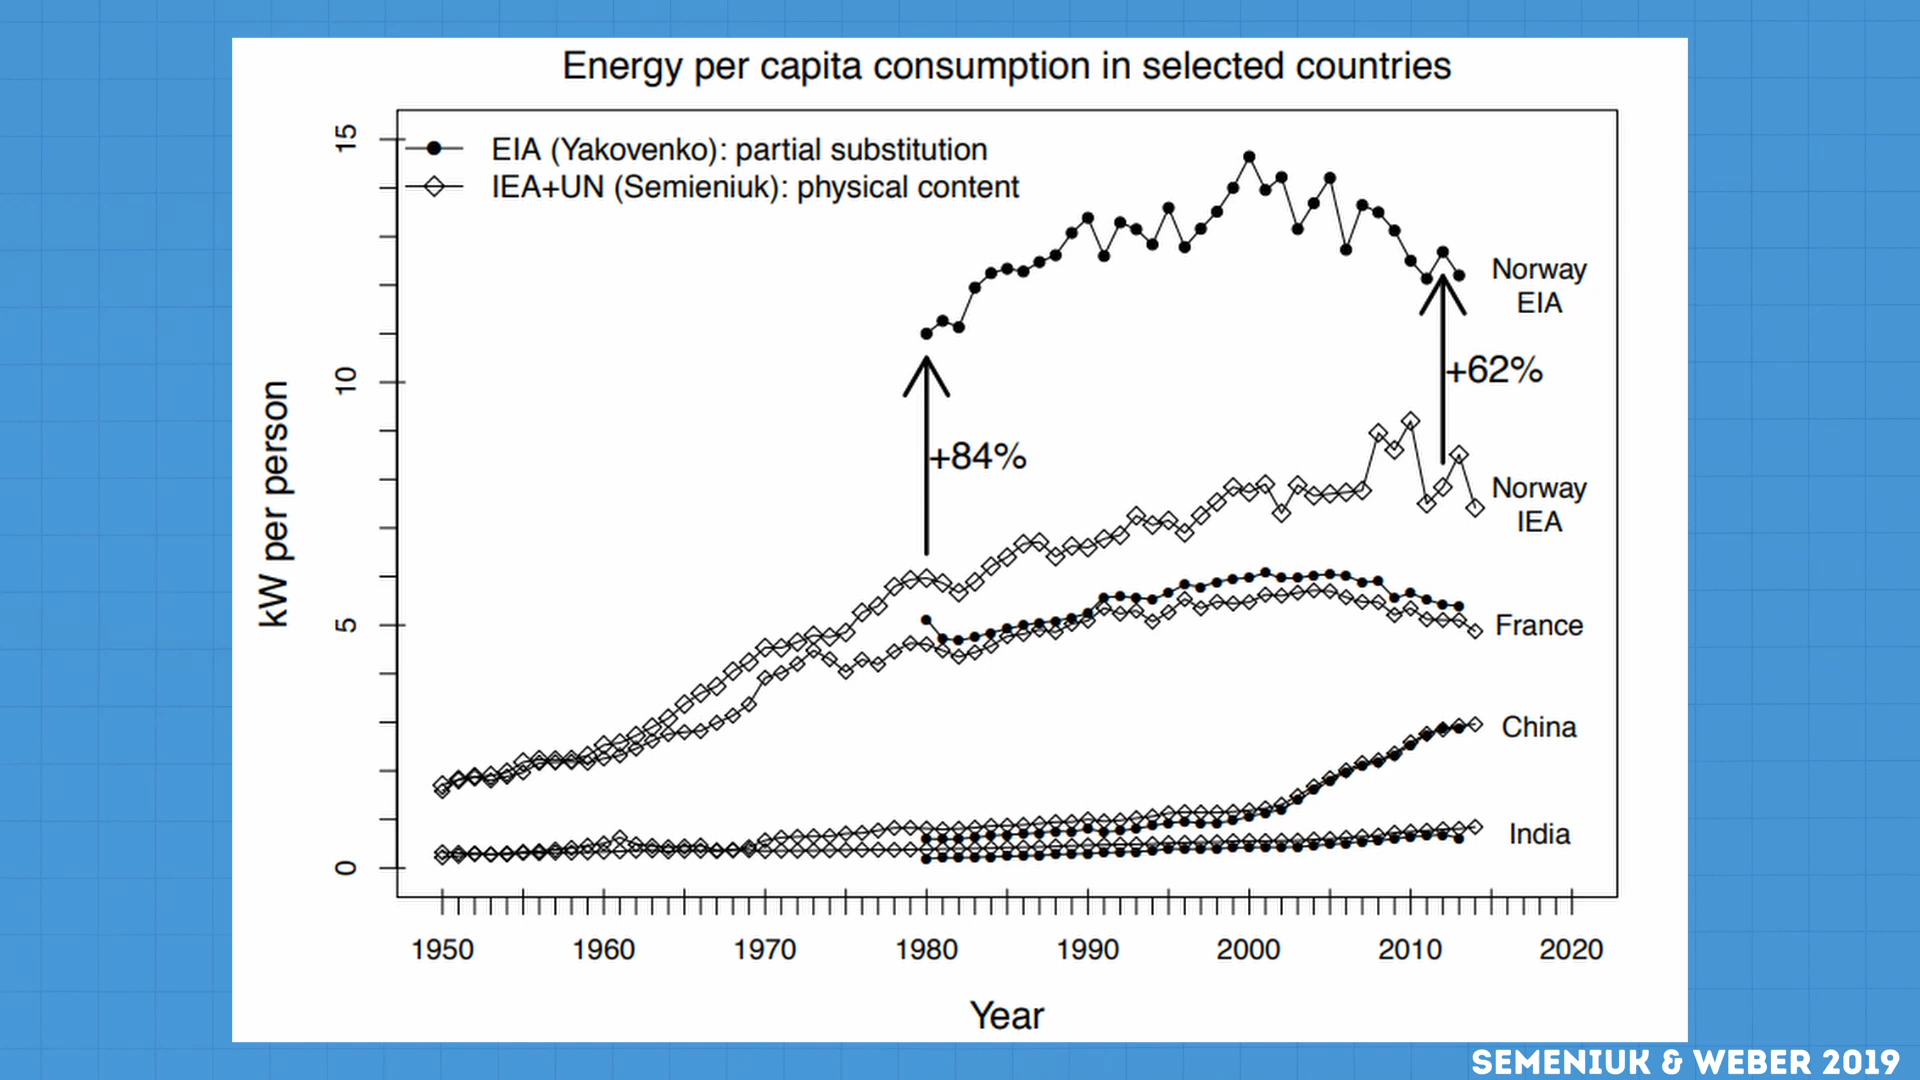 Energy per capita consumption in selected countries
15
EIA (Yakovenko): partial substitution
IEA+UN (Semieniuk): physical content
Norway
EIA
10
+62%
+84%
kW per person
Norway
IEA
5
France
China
India
0
1950 1960 1970 1980 1990 2000 2010 2020
Year
SEMENIUK & WEBER 2019